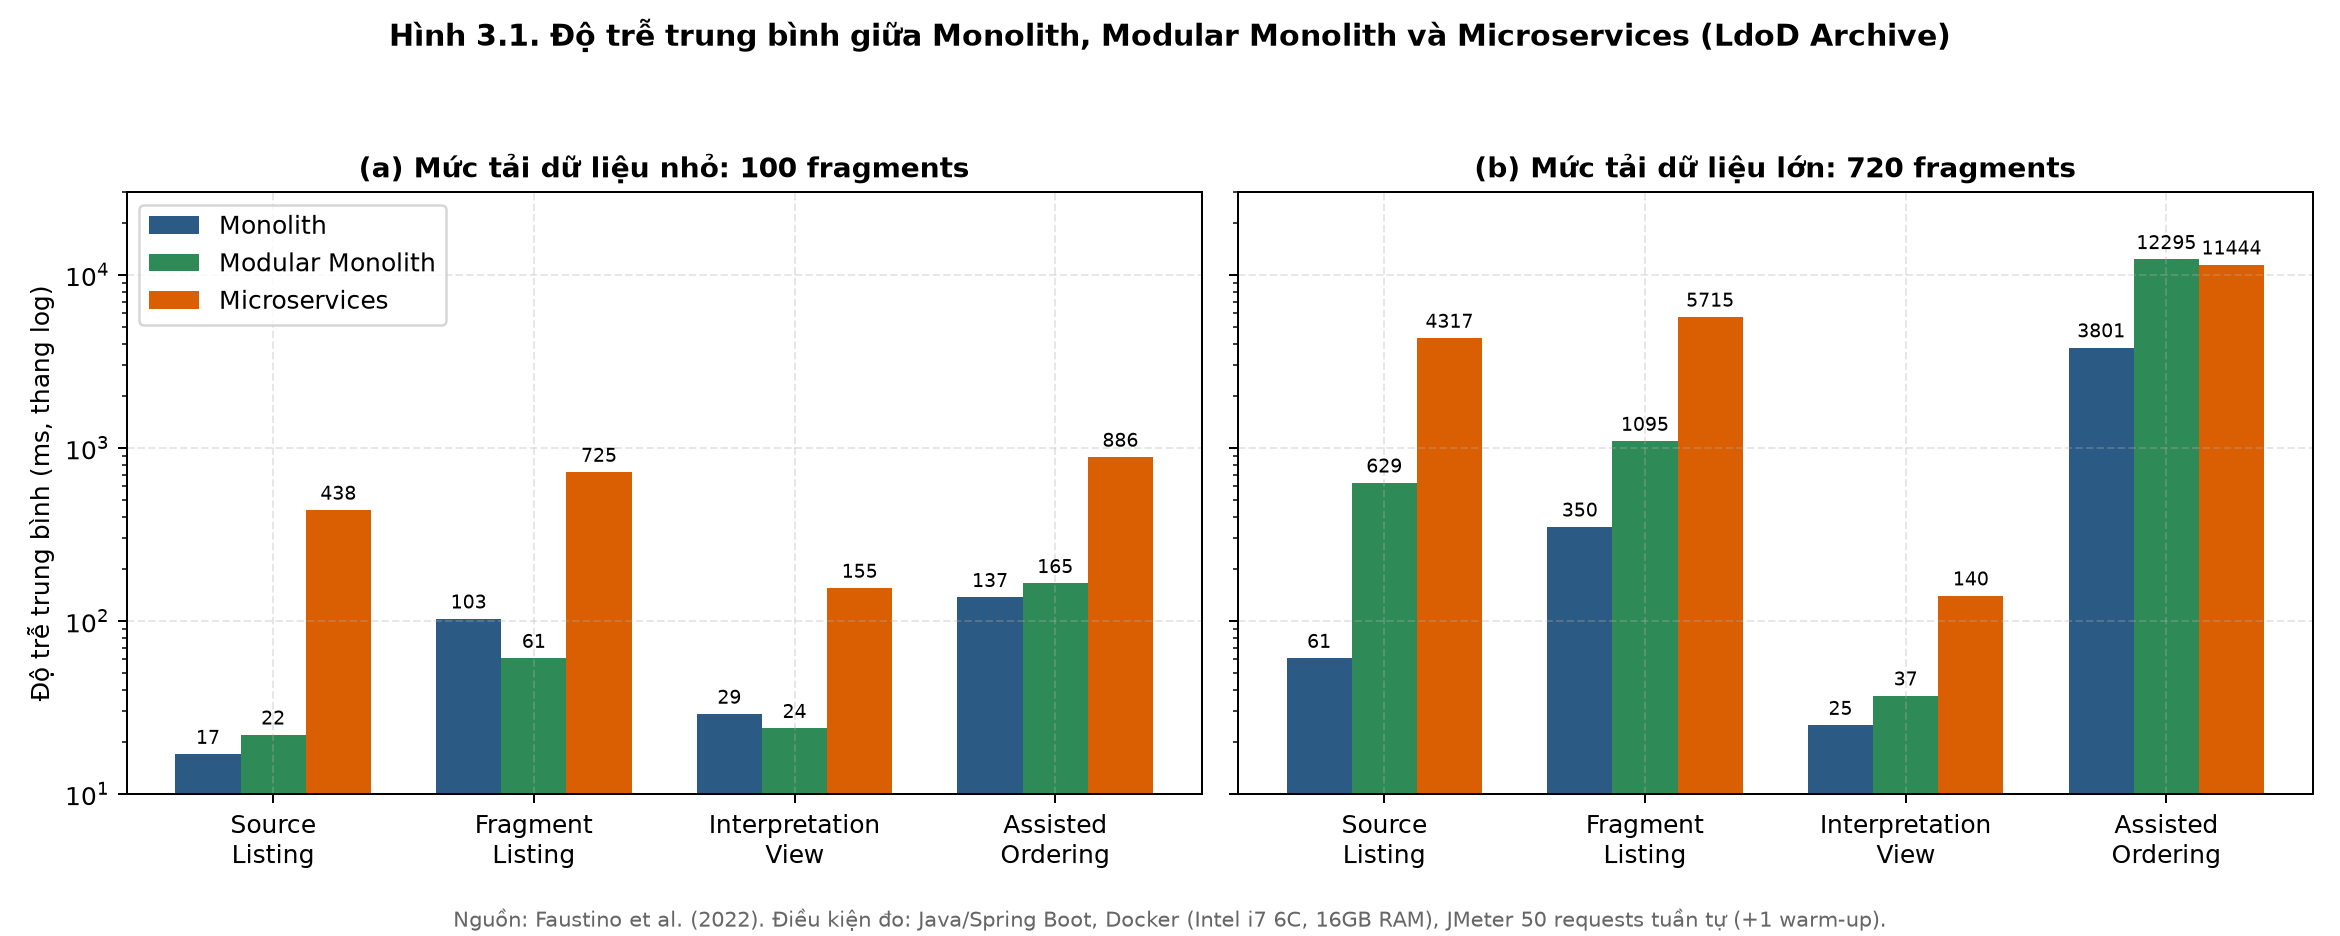 Hình 3.1. Độ trễ trung bình giữa Monolith, Modular Monolith và Microservices (LdoD Archive)
(a) Mức tải dữ liệu nhỏ: 100 fragments
Monolith
Modular Monolith
Microservices
Độ trễ trung bình (ms, thang log)
10⁴
10³
10²
10¹
17
22
438
103
61
725
29
24
155
137
165
886
Source
Listing
Fragment
Listing
Interpretation
View
Assisted
Ordering
(b) Mức tải dữ liệu lớn: 720 fragments
61
629
4317
350
1095
5715
25
37
140
3801
12295
11444
Source
Listing
Fragment
Listing
Interpretation
View
Assisted
Ordering
Nguồn: Faustino et al. (2022). Điều kiện đo: Java/Spring Boot, Docker (Intel i7 6C, 16GB RAM), JMeter 50 requests tuần tự (+1 warm-up).